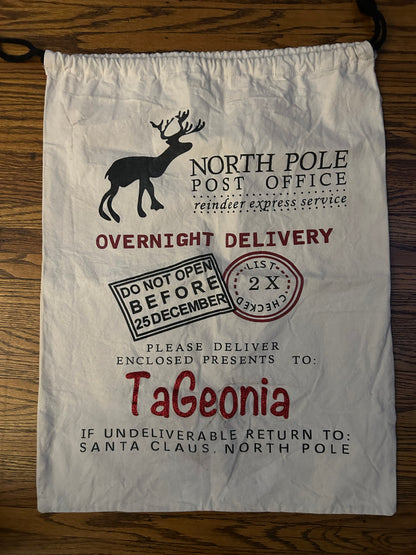 NORTH POLE
POST OFFICE
reindeer express service
OVERNIGHT DELIVERY
DO NOT OPEN
BEFORE
25 DECEMBER
LIST
2X
CHECKED
PLEASE DELIVER
ENCLOSED PRESENTS TO:
TaGeonia
IF UNDELIVERABLE RETURN TO:
SANTA CLAUS, NORTH POLE